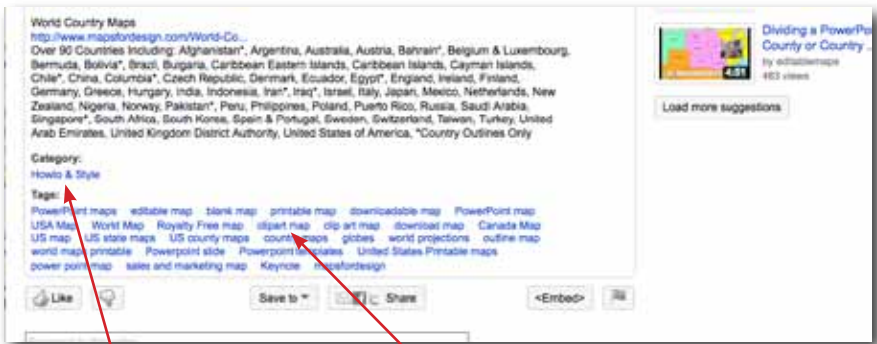 World Country Maps
http://www.mapsfordesign.com/World-Co...
Over 90 Countries Including: Afghanistan*, Argentina, Australia, Austria, Bahrain*, Belgium & Luxembourg,
Bermuda, Bolivia*, Brazil, Bulgaria, Caribbean Eastern Islands, Caribbean Islands, Cayman Islands,
Chile*, China, Columbia*, Czech Republic, Denmark, Ecuador, Egypt*, England, Ireland, Finland,
Germany, Greece, Hungary, India, Indonesia, Iran*, Iraq*, Israel, Italy, Japan, Mexico, Netherlands, New
Zealand, Nigeria, Norway, Pakistan*, Peru, Philippines, Poland, Puerto Rico, Russia, Saudi Arabia,
Singapore*, South Africa, South Korea, Spain & Portugal, Sweden, Switzerland, Taiwan, Turkey, United
Arab Emirates, United Kingdom District Authority, United States of America, *Country Outlines Only
Category:
Howto & Style
Tags:
PowerPoint maps editable map blank map printable map downloadable map PowerPoint map
USA Map World Map Royalty Free map clipart map clip art map download map Canada Map
US map US state maps US county maps country maps globes world projections outline map
world maps printable Powerpoint slide Powerpoint templates United States Printable maps
power point map sales and marketing map Keynote mapsfordesign
Like Save to Share <Embed>
Dividing a PowerPo
County or Country ...
by editablemaps
463 views
4:51
Load more suggestions